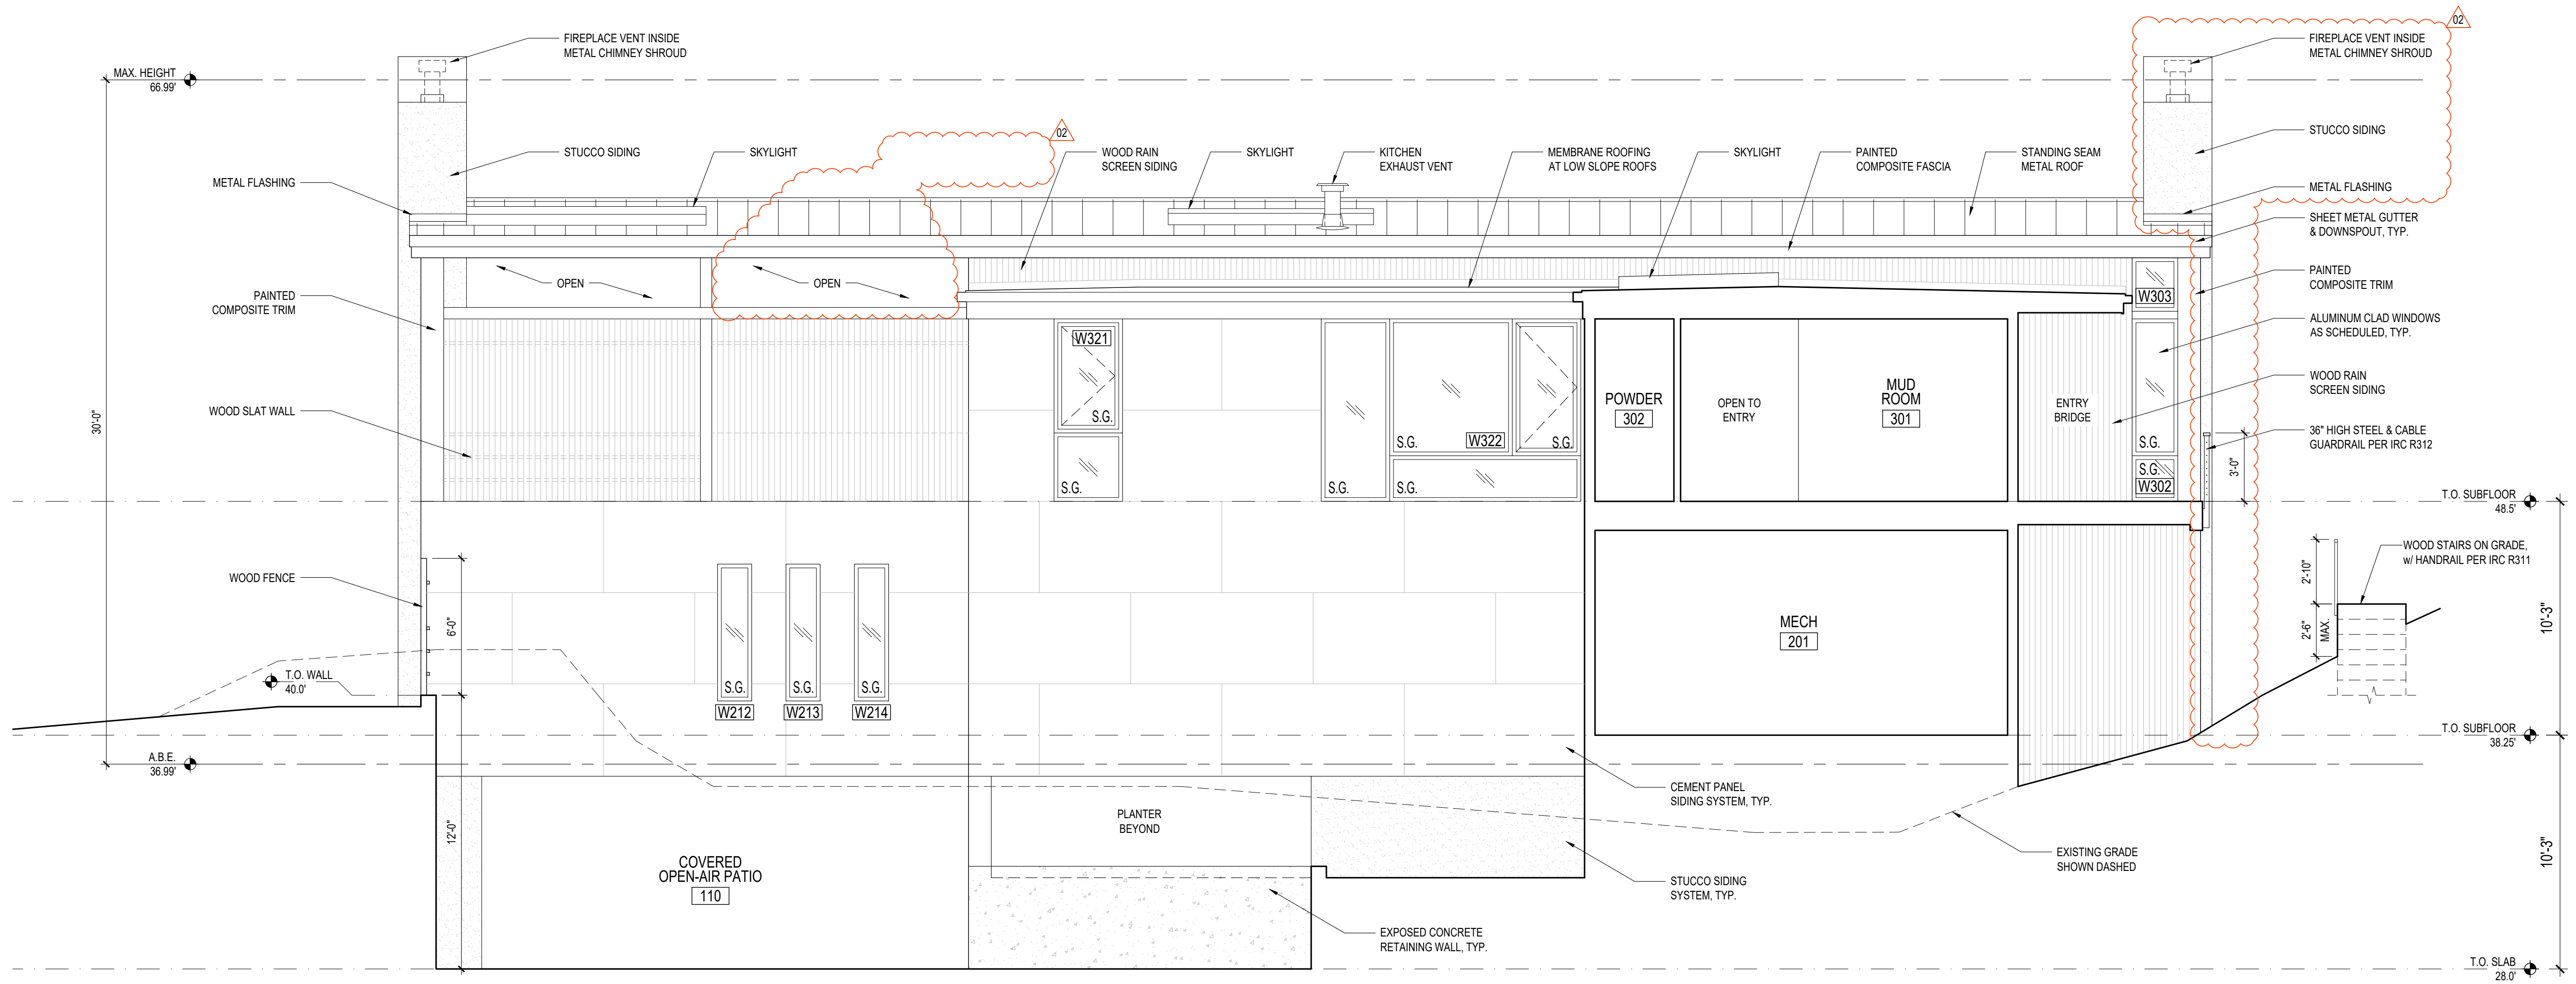 02
FIREPLACE VENT INSIDE
METAL CHIMNEY SHROUD
FIREPLACE VENT INSIDE
METAL CHIMNEY SHROUD
MAX. HEIGHT
66.99'
02
STUCCO SIDING
SKYLIGHT
WOOD RAIN
SCREEN SIDING
SKYLIGHT
KITCHEN
EXHAUST VENT
MEMBRANE ROOFING
AT LOW SLOPE ROOFS
SKYLIGHT
PAINTED
COMPOSITE FASCIA
STANDING SEAM
METAL ROOF
STUCCO SIDING
METAL FLASHING
METAL FLASHING
SHEET METAL GUTTER
& DOWNSPOUT, TYP.
OPEN
OPEN
PAINTED
COMPOSITE TRIM
PAINTED
COMPOSITE TRIM
W303
ALUMINUM CLAD WINDOWS
AS SCHEDULED, TYP.
W321
WOOD SLAT WALL
30'-0"
S.G.
S.G.
S.G.
S.G.
W322
S.G.
S.G.
POWDER
302
OPEN TO
ENTRY
MUD
ROOM
301
ENTRY
BRIDGE
WOOD RAIN
SCREEN SIDING
36" HIGH STEEL & CABLE
GUARDRAIL PER IRC R312
S.G.
S.G.
W302
3'-0"
T.O. SUBFLOOR
48.5'
WOOD FENCE
6'-0"
2'-10"
WOOD STAIRS ON GRADE,
w/ HANDRAIL PER IRC R311
2'-6"
MAX.
10'-3"
MECH
201
T.O. WALL
40.0'
S.G.
S.G.
S.G.
W212
W213
W214
T.O. SUBFLOOR
38.25'
A.B.E.
36.99'
CEMENT PANEL
SIDING SYSTEM, TYP.
12'-0"
PLANTER
BEYOND
EXISTING GRADE
SHOWN DASHED
10'-3"
COVERED
OPEN-AIR PATIO
110
STUCCO SIDING
SYSTEM, TYP.
EXPOSED CONCRETE
RETAINING WALL, TYP.
T.O. SLAB
28.0'